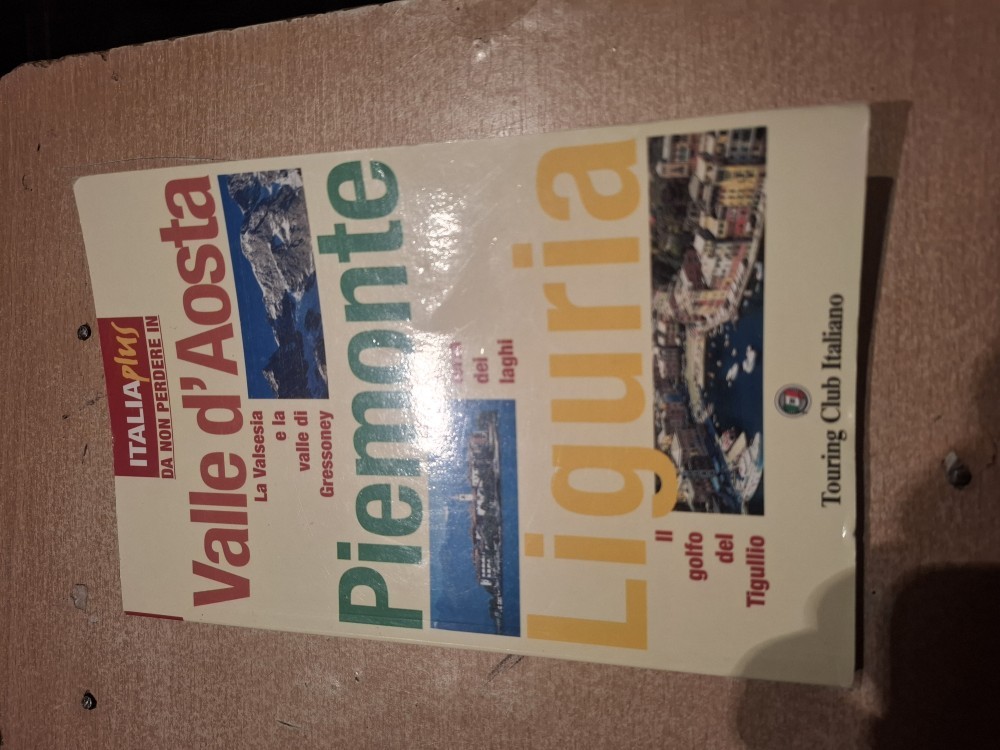 ITALIAplus
DA NON PERDERE IN
Valle d'Aosta
La Valsesia
e la
valle di
Gressoney
Piemonte
dei
laghi
Liguria
Il
golfo
del
Tigullio
Touring Club Italiano